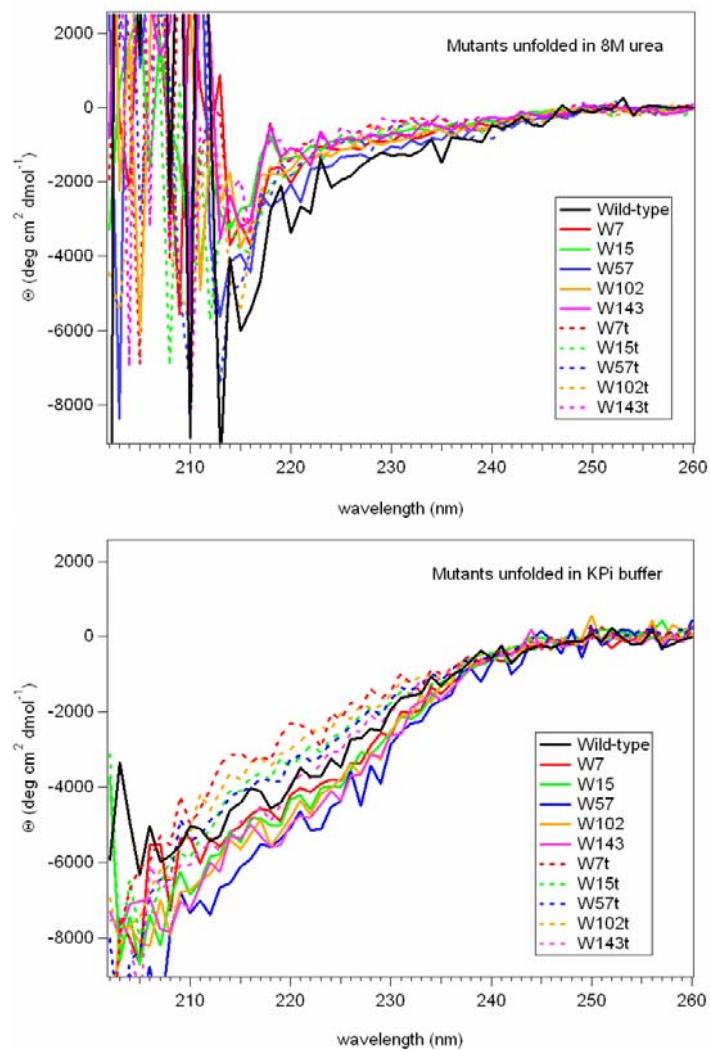 2000
0
-2000
-4000
-6000
-8000
Θ (deg cm² dmol⁻¹)
Mutants unfolded in 8M urea
Wild-type
W7
W15
W57
W102
W143
W7t
W15t
W57t
W102t
W143t
210
220
230
240
250
260
wavelength (nm)
2000
0
-2000
-4000
-6000
-8000
Θ (deg cm² dmol⁻¹)
Mutants unfolded in KPi buffer
Wild-type
W7
W15
W57
W102
W143
W7t
W15t
W57t
W102t
W143t
210
220
230
240
250
260
wavelength (nm)